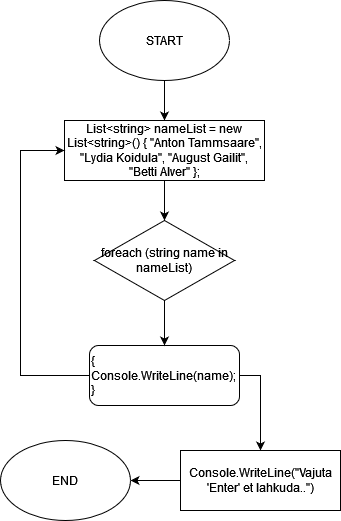 START
List<string> nameList = new
List<string>() { "Anton Tammsaare",
"Lydia Koidula", "August Gailit",
"Betti Alver" };
foreach (string name in
nameList)
{
Console.WriteLine(name);
}
Console.WriteLine("Vajuta
'Enter' et lahkuda..")
END